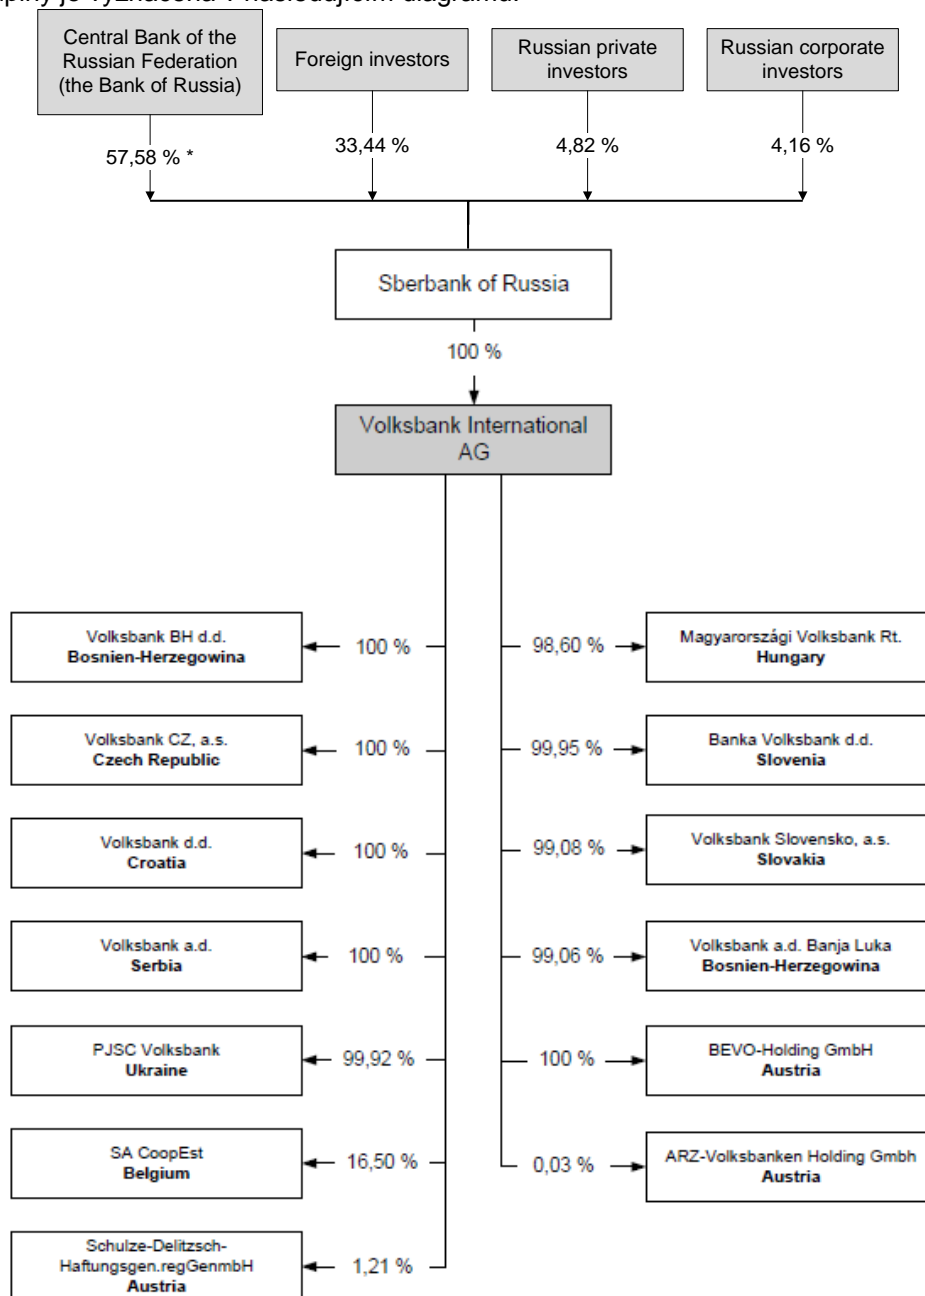 je vyznačena v následujícím diagramu.
Central Bank of the
Russian Federation
(the Bank of Russia)
Foreign investors
Russian private
investors
Russian corporate
investors
57,58 % *
33,44 %
4,82 %
4,16 %
Sberbank of Russia
100 %
Volksbank International
AG
Volksbank BH d.d.
Bosnien-Herzegowina
100 %
98,60 %
Magyarországi Volksbank Rt.
Hungary
Volksbank CZ, a.s.
Czech Republic
100 %
99,95 %
Banka Volksbank d.d.
Slovenia
Volksbank d.d.
Croatia
100 %
99,08 %
Volksbank Slovensko, a.s.
Slovakia
Volksbank a.d.
Serbia
100 %
99,06 %
Volksbank a.d. Banja Luka
Bosnien-Herzegowina
PJSC Volksbank
Ukraine
99,92 %
100 %
BEVO-Holding GmbH
Austria
SA CoopEst
Belgium
16,50 %
0,03 %
ARZ-Volksbanken Holding Gmbh
Austria
Schulze-Delitzsch-
Haftungsgen.regGenmbH
Austria
1,21 %